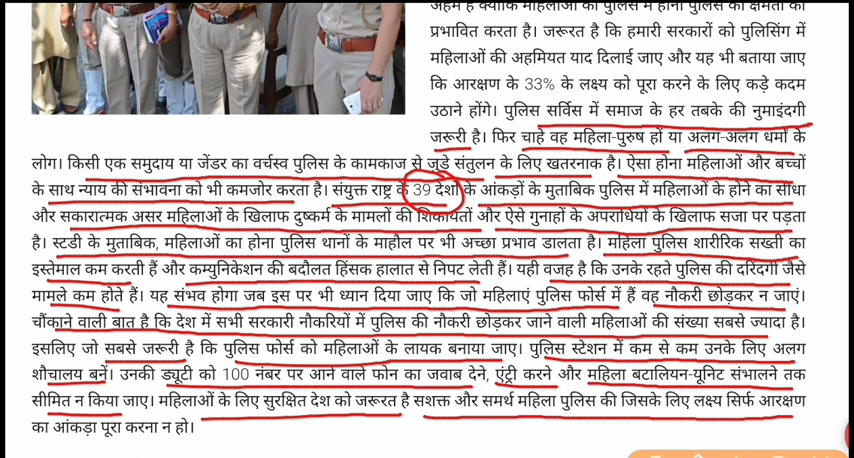 अहम है क्योंकि महिलाओं का पुलिस में होना पुलिस की क्षमता को
प्रभावित करता है। जरूरत है कि हमारी सरकारों को पुलिसिंग में
महिलाओं की अहमियत याद दिलाई जाए और यह भी बताया जाए
कि आरक्षण के 33% के लक्ष्य को पूरा करने के लिए कड़े कदम
उठाने होंगे। पुलिस सर्विस में समाज के हर तबके की नुमाइंदगी
जरूरी है। फिर चाहे वह महिला-पुरुष हों या अलग-अलग धर्मों के
लोग। किसी एक समुदाय या जेंडर का वर्चस्व पुलिस के कामकाज से जुड़े संतुलन के लिए खतरनाक है। ऐसा होना महिलाओं और बच्चों
के साथ न्याय की संभावना को भी कमजोर करता है। संयुक्त राष्ट्र के 39 देशों के आंकड़ों के मुताबिक पुलिस में महिलाओं के होने का सीधा
और सकारात्मक असर महिलाओं के खिलाफ दुष्कर्म के मामलों की शिकायतों और ऐसे गुनाहों के अपराधियों के खिलाफ सजा पर पड़ता
है। स्टडी के मुताबिक, महिलाओं का होना पुलिस थानों के माहौल पर भी अच्छा प्रभाव डालता है। महिला पुलिस शारीरिक सख्ती का
इस्तेमाल कम करती हैं और कम्युनिकेशन की बदौलत हिंसक हालात से निपट लेती हैं। यही वजह है कि उनके रहते पुलिस की दरिंदगी जैसे
मामले कम होते हैं। यह संभव होगा जब इस पर भी ध्यान दिया जाए कि जो महिलाएं पुलिस फोर्स में हैं वह नौकरी छोड़कर न जाएं।
चौंकाने वाली बात है कि देश में सभी सरकारी नौकरियों में पुलिस की नौकरी छोड़कर जाने वाली महिलाओं की संख्या सबसे ज्यादा है।
इसलिए जो सबसे जरूरी है कि पुलिस फोर्स को महिलाओं के लायक बनाया जाए। पुलिस स्टेशन में कम से कम उनके लिए अलग
शौचालय बनें। उनकी ड्यूटी को 100 नंबर पर आने वाले फोन का जवाब देने, एंट्री करने और महिला बटालियन-यूनिट संभालने तक
सीमित न किया जाए। महिलाओं के लिए सुरक्षित देश को जरूरत है सशक्त और समर्थ महिला पुलिस की जिसके लिए लक्ष्य सिर्फ आरक्षण
का आंकड़ा पूरा करना न हो।